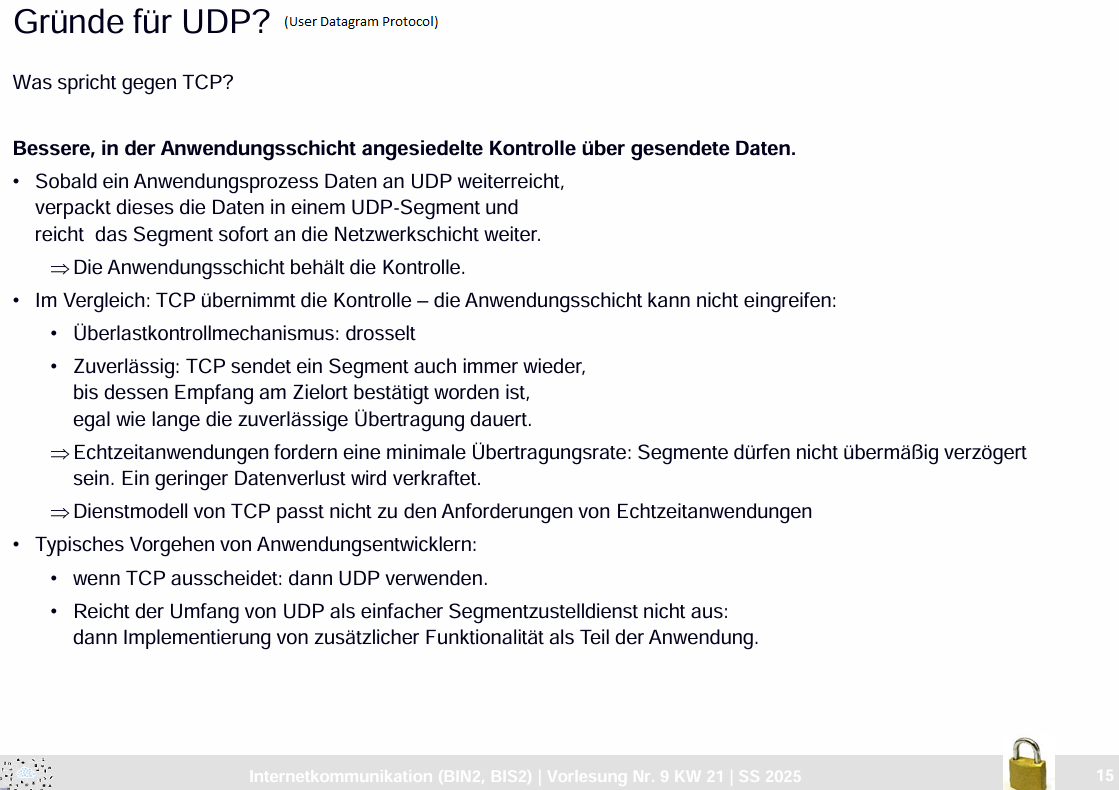 Gründe für UDP? (User Datagram Protocol)
Was spricht gegen TCP?
Bessere, in der Anwendungsschicht angesiedelte Kontrolle über gesendete Daten.
• Sobald ein Anwendungsprozess Daten an UDP weiterreicht,
verpackt dieses die Daten in einem UDP-Segment und
reicht  das Segment sofort an die Netzwerkschicht weiter.
⇒ Die Anwendungsschicht behält die Kontrolle.
• Im Vergleich: TCP übernimmt die Kontrolle – die Anwendungsschicht kann nicht eingreifen:
• Überlastkontrollmechanismus: drosselt
• Zuverlässig: TCP sendet ein Segment auch immer wieder,
bis dessen Empfang am Zielort bestätigt worden ist,
egal wie lange die zuverlässige Übertragung dauert.
⇒ Echtzeitanwendungen fordern eine minimale Übertragungsrate: Segmente dürfen nicht übermäßig verzögert
sein. Ein geringer Datenverlust wird verkraftet.
⇒ Dienstmodell von TCP passt nicht zu den Anforderungen von Echtzeitanwendungen
• Typisches Vorgehen von Anwendungsentwicklern:
• wenn TCP ausscheidet: dann UDP verwenden.
• Reicht der Umfang von UDP als einfacher Segmentzustelldienst nicht aus:
dann Implementierung von zusätzlicher Funktionalität als Teil der Anwendung.
Internetkommunikation (BIN2, BIS2) | Vorlesung Nr. 9 KW 21 | SS 2025
15